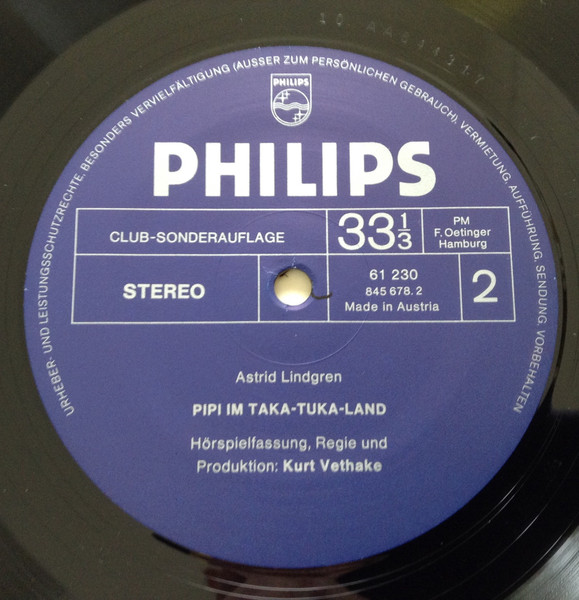 URHEBER- UND LEISTUNGSSCHUTZRECHTE, BESONDERS VERVIELFÄLTIGUNG (AUSSER ZUM PERSÖNLICHEN GEBRAUCH), VERMIETUNG, AUFFÜHRUNG, SENDUNG, VORBEHALTEN
PHILIPS
PHILIPS
CLUB-SONDERAUFLAGE
33 1/3
PM
F. Oetinger
Hamburg
STEREO
61 230
845 678.2
Made in Austria
2
Astrid Lindgren
PIPI IM TAKA-TUKA-LAND
Hörspielfassung, Regie und
Produktion: Kurt Vethake